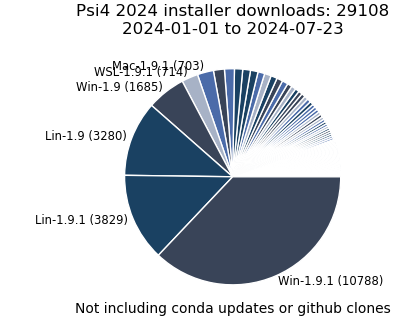 Psi4 2024 installer downloads: 29108
2024-01-01 to 2024-07-23
Mac-1.9.1 (703)
WSL-1.9.1 (714)
Win-1.9 (1685)
Lin-1.9 (3280)
Lin-1.9.1 (3829)
Win-1.9.1 (10788)
Not including conda updates or github clones